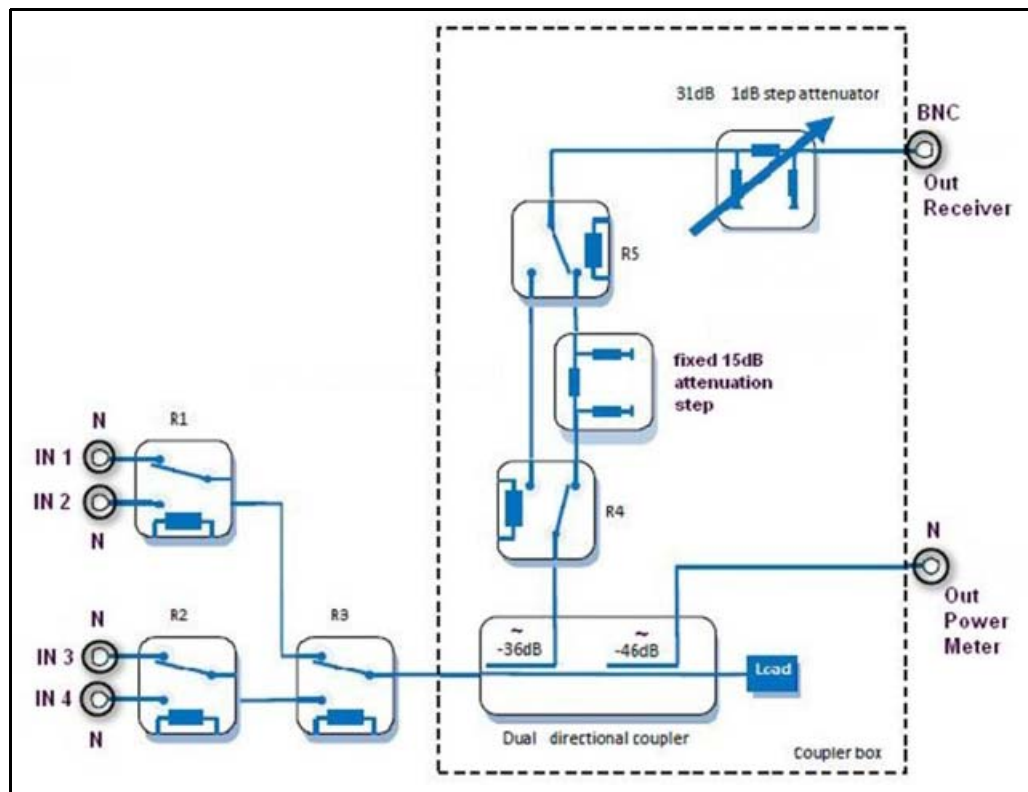 31dB 1dB step attenuator
BNC
Out
Receiver
R5
fixed 15dB
attenuation
step
N
R1
IN 1
IN 2
N
R4
N
Out
Power
Meter
N
R2
R3
IN 3
IN 4
N
~
-36dB
~
-46dB
Load
Dual directional coupler
Coupler box